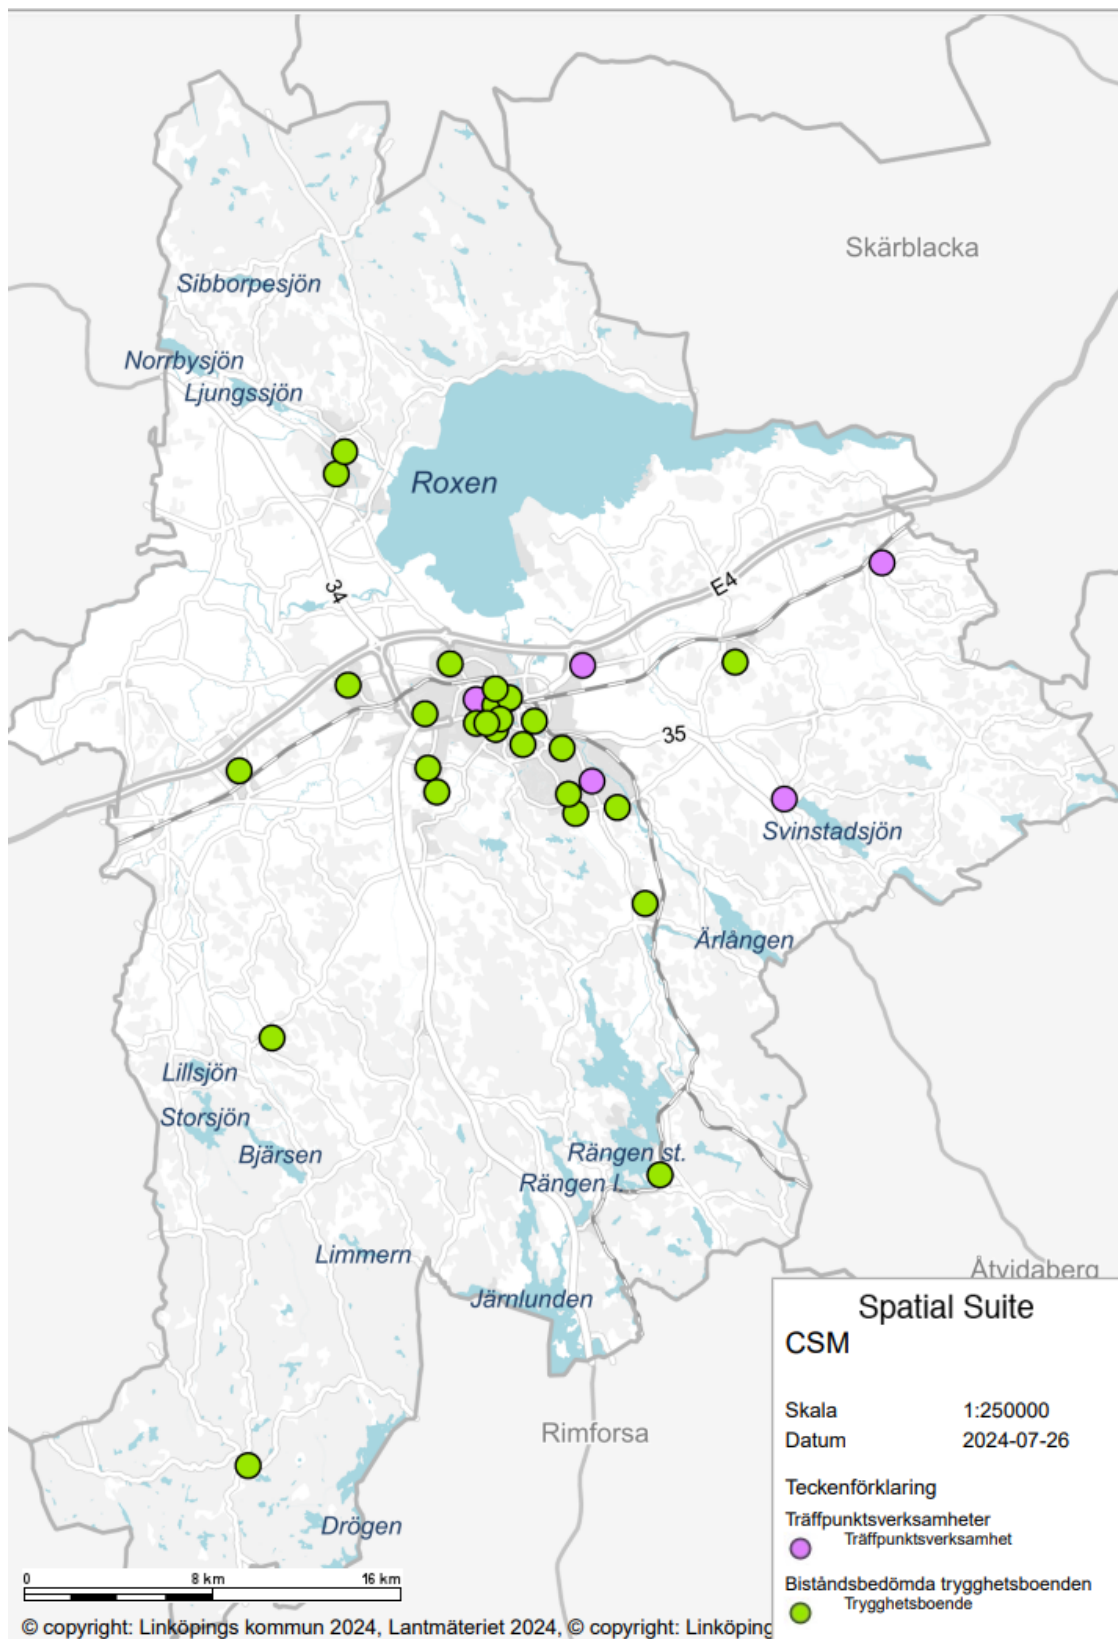 Skärblacka
Sibborpesjön
Norrbysjön
Ljungssjön
Roxen
34
E4
35
Svinstadsjön
Ärlången
Lillsjön
Storsjön
Bjärsen
Rängen st.
Rängen l.
Limmern
Åtvidaberg
Järnlunden
Rimforsa
Drögen
Spatial Suite
CSM
Skala 1:250000
Datum 2024-07-26
Teckenförklaring
Träffpunktsverksamheter
Träffpunktsverksamhet
Biståndsbedömda trygghetsboenden
Trygghetsboende
0 8 km 16 km
© copyright: Linköpings kommun 2024, Lantmäteriet 2024, © copyright: Linköping